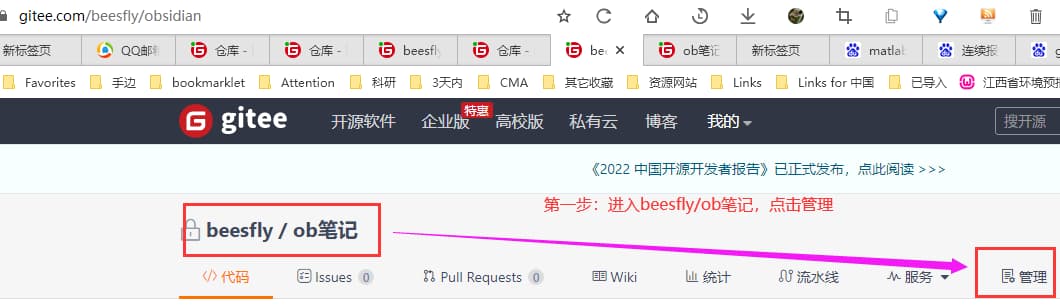 gitee.com/beesfly/obsidian
新标签页 QQ邮 仓库 - 仓库 - beesfly 仓库 - bee ob笔记 新标签页 matlab 连续报 g
Favorites 手边 bookmarklet Attention 科研 3天内 CMA 其它收藏 资源网站 Links Links for 中国 已导入 江西省环境预
gitee 开源软件 企业版 特惠 高校版 私有云 博客 我的 搜开源
《2022 中国开源开发者报告》已正式发布，点此阅读 >>>
第一步：进入beesfly/ob笔记，点击管理
beesfly / ob笔记
代码 Issues 0 Pull Requests 0 Wiki 统计 流水线 服务 管理